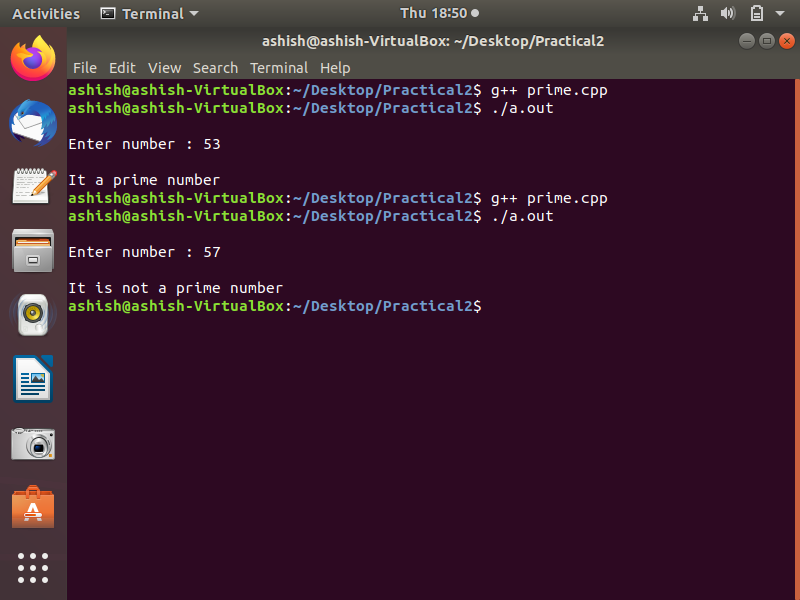 Activities Terminal Thu 18:50
ashish@ashish-VirtualBox: ~/Desktop/Practical2
File Edit View Search Terminal Help
ashish@ashish-VirtualBox:~/Desktop/Practical2$ g++ prime.cpp
ashish@ashish-VirtualBox:~/Desktop/Practical2$ ./a.out
Enter number : 53
It a prime number
ashish@ashish-VirtualBox:~/Desktop/Practical2$ g++ prime.cpp
ashish@ashish-VirtualBox:~/Desktop/Practical2$ ./a.out
Enter number : 57
It is not a prime number
ashish@ashish-VirtualBox:~/Desktop/Practical2$